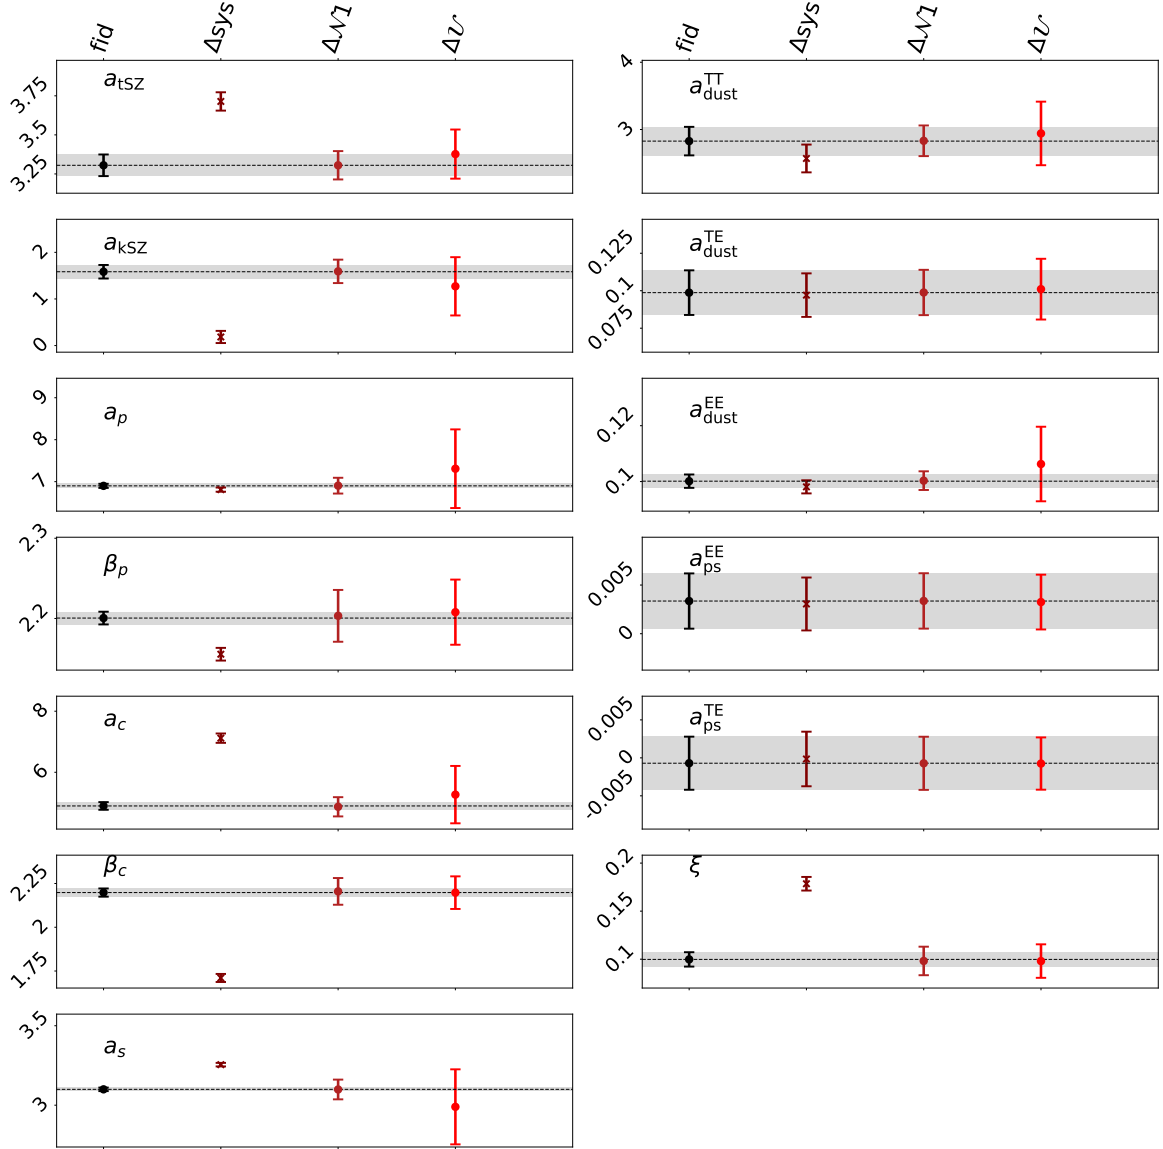 fid Δsys Δ𝒩1 Δ𝒰
fid Δsys Δ𝒩1 Δ𝒰
a_tSZ
3.75
3.5
3.25
a_kSZ
2
1
0
a_p
9
8
7
β_p
2.3
2.2
a_c
8
6
β_c
2.25
2
1.75
a_s
3.5
3
a^TT_dust
4
3
a^TE_dust
0.125
0.1
0.075
a^EE_dust
0.12
0.1
a^EE_ps
0.005
0
a^TE_ps
0.005
0
-0.005
ξ
0.2
0.15
0.1